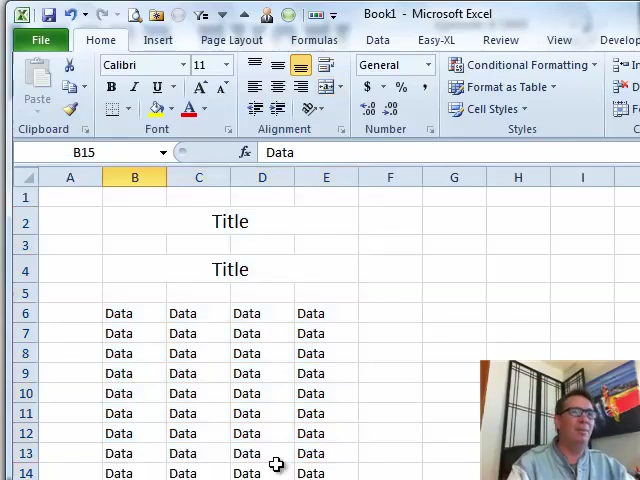 Book1 - Microsoft Excel
File Home Insert Page Layout Formulas Data Easy-XL Review View Develop
Paste
Calibri 11
General
Conditional Formatting
Format as Table
Cell Styles
B I U A A
$ % ,
Clipboard Font Alignment Number Styles
B15 fx Data
A B C D E F G H I
1
2 Title
3
4 Title
5
6 Data Data Data Data
7 Data Data Data Data
8 Data Data Data Data
9 Data Data Data Data
10 Data Data Data Data
11 Data Data Data Data
12 Data Data Data Data
13 Data Data Data Data
14 Data Data Data Data